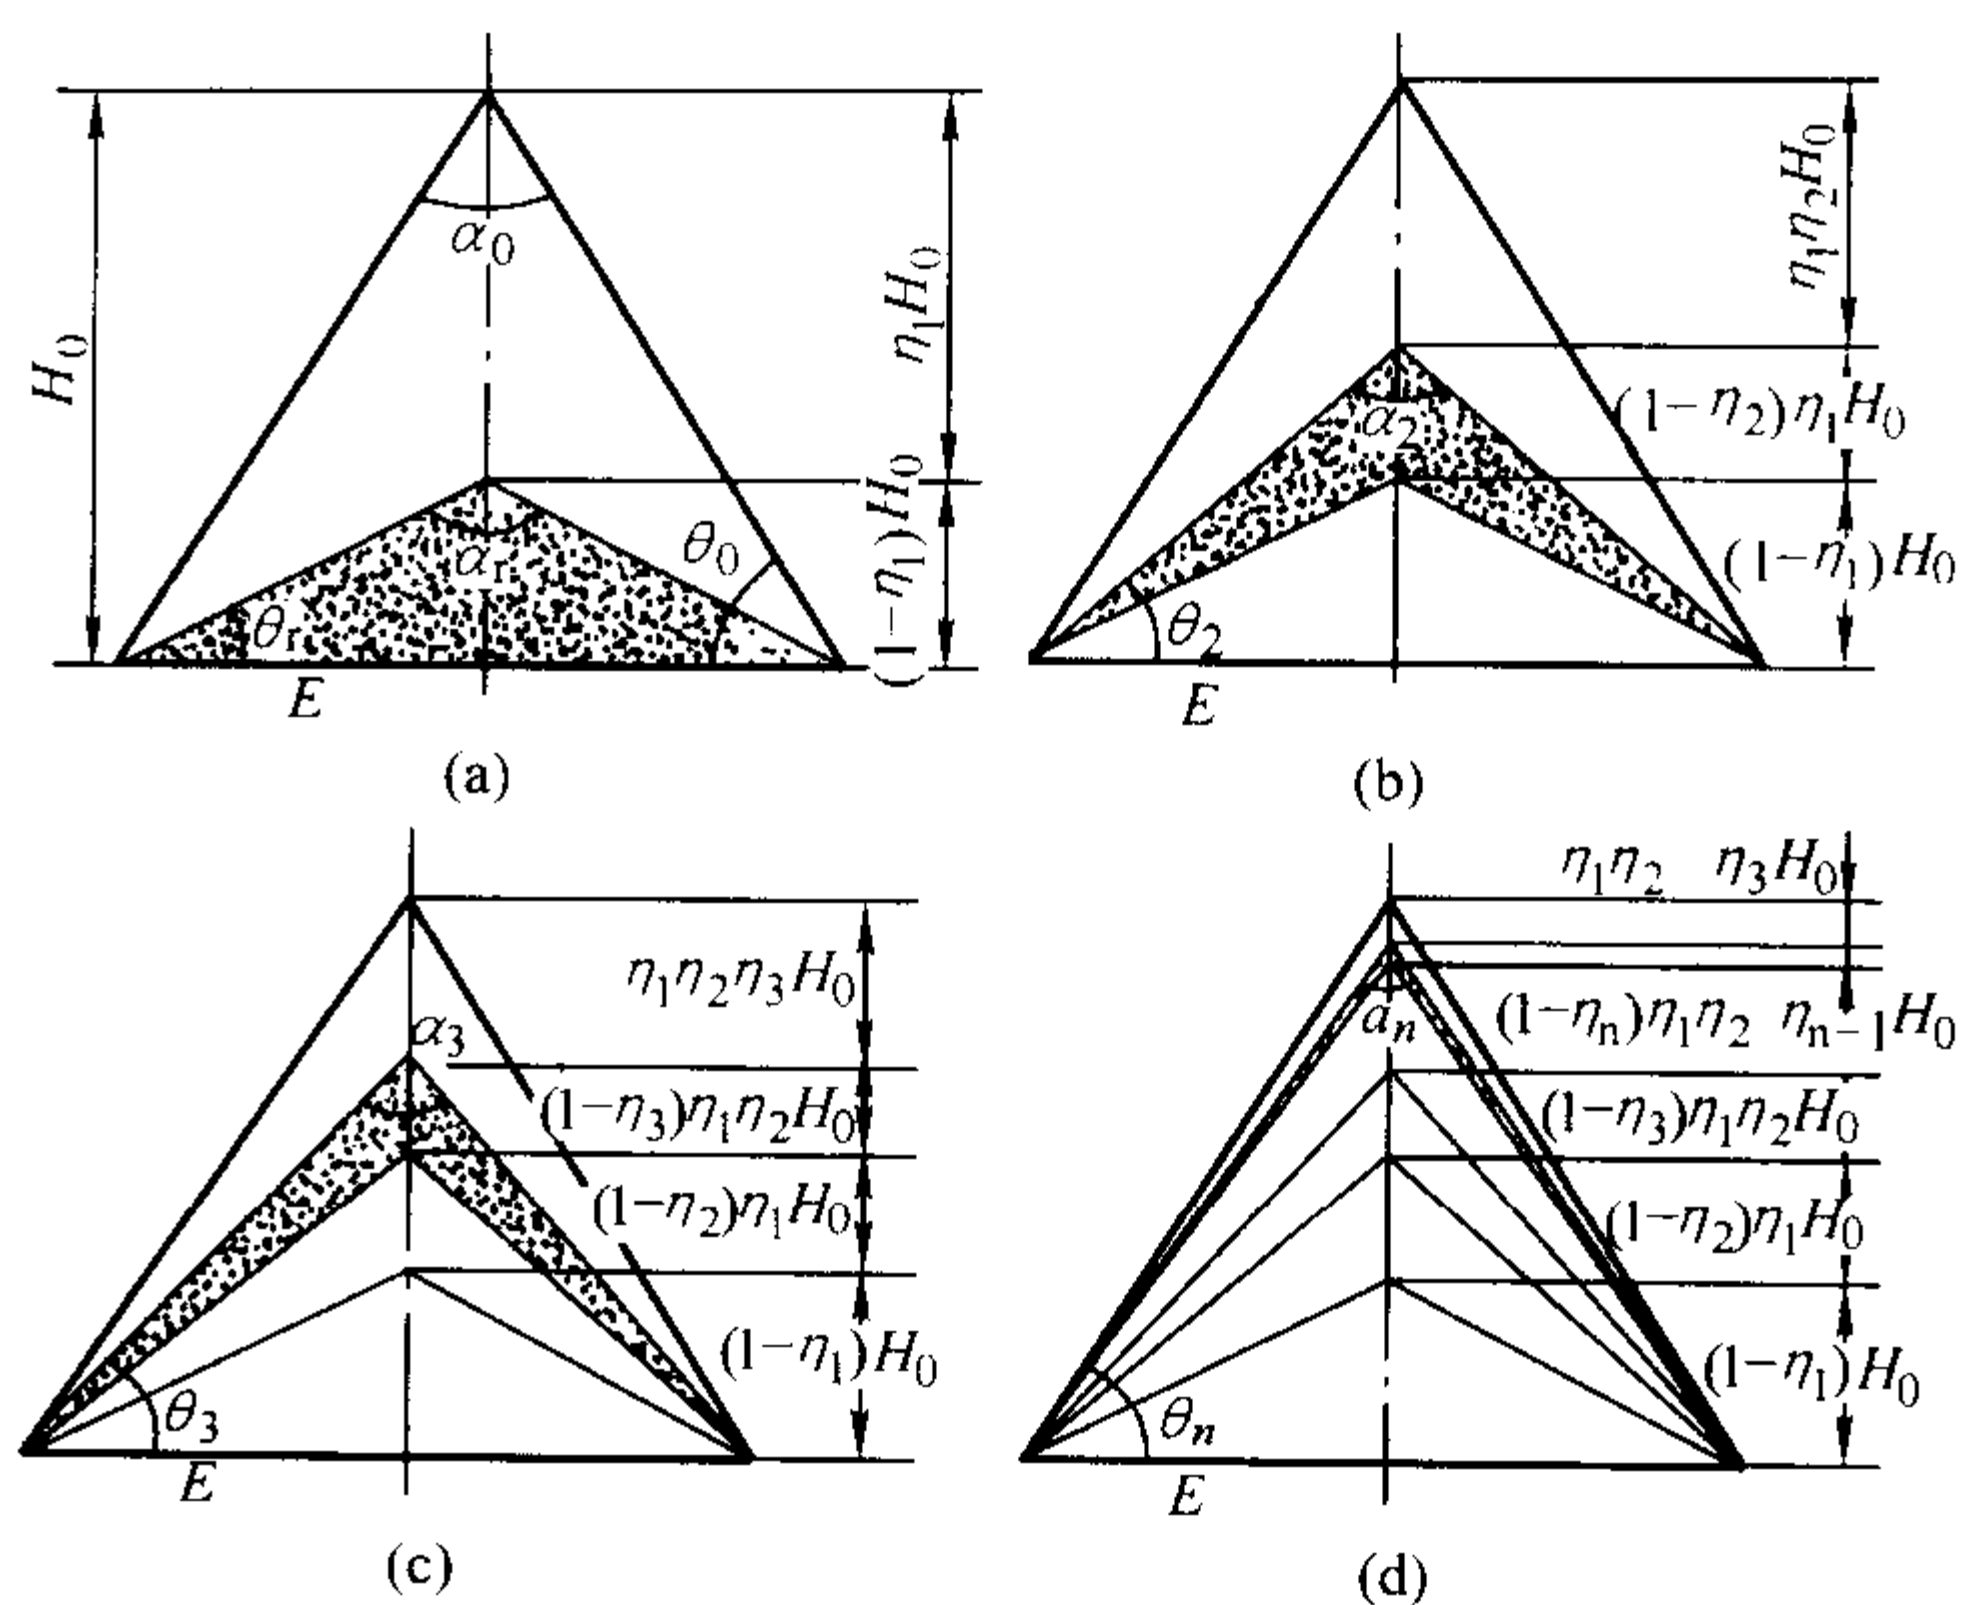 H₀
α₀
η₁H₀
αᵣ
θᵣ
θ₀
(1-η₁)H₀
E
(a)
η₁η₂H₀
(1-η₂)η₁H₀
α₂
(1-η₁)H₀
θ₂
E
(b)
η₁η₂η₃H₀
α₃
(1-η₃)η₁η₂H₀
(1-η₂)η₁H₀
(1-η₁)H₀
θ₃
E
(c)
η₁η₂ η₃H₀
aₙ
(1-ηₙ)η₁η₂ ηₙ₋₁H₀
(1-η₃)η₁η₂H₀
(1-η₂)η₁H₀
(1-η₁)H₀
θₙ
E
(d)